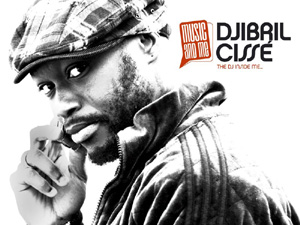 MUSIC
and ME
DJIBRIL
CISSÉ
THE DJ INSIDE ME...